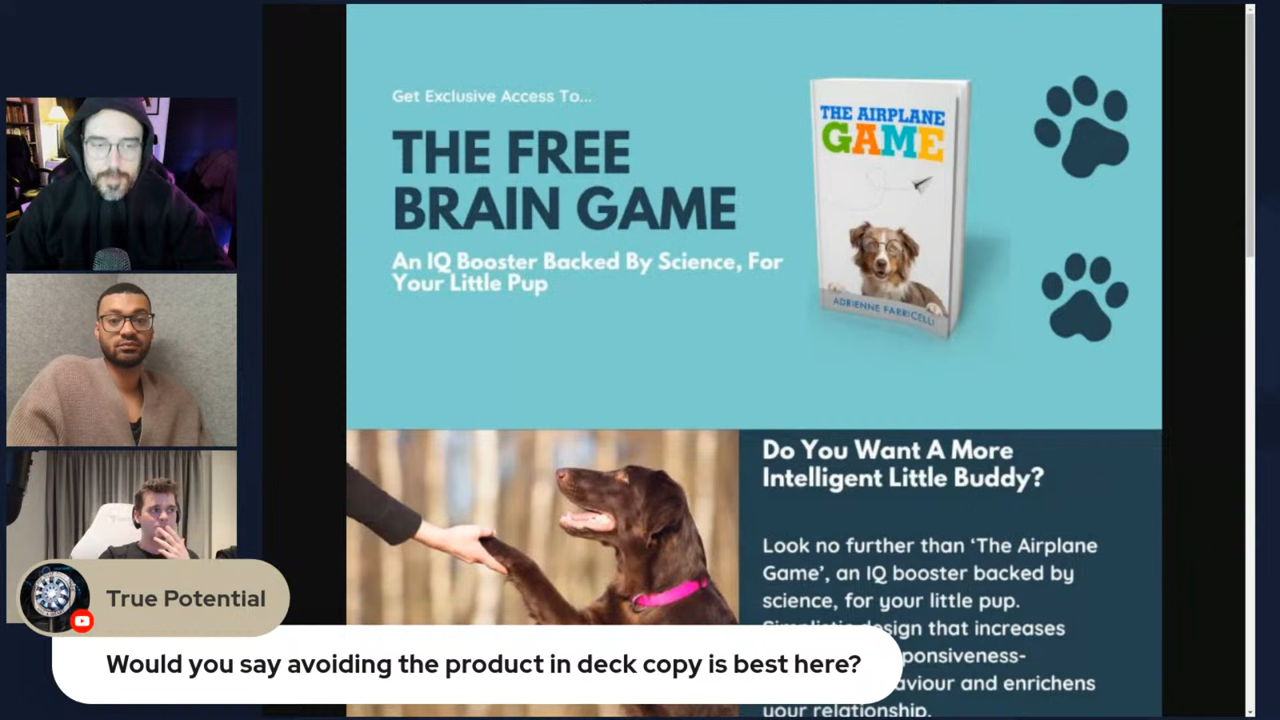 Get Exclusive Access To...
THE FREE
BRAIN GAME
An IQ Booster Backed By Science, For
Your Little Pup
THE AIRPLANE
GAME
ADRIENNE FARRICELLI
Do You Want A More
Intelligent Little Buddy?
Look no further than ‘The Airplane
Game’, an IQ booster backed by
science, for your little pup.
Simplistic design that increases
ponsiveness-
aviour and enrichens
your relationship.
True Potential
Would you say avoiding the product in deck copy is best here?